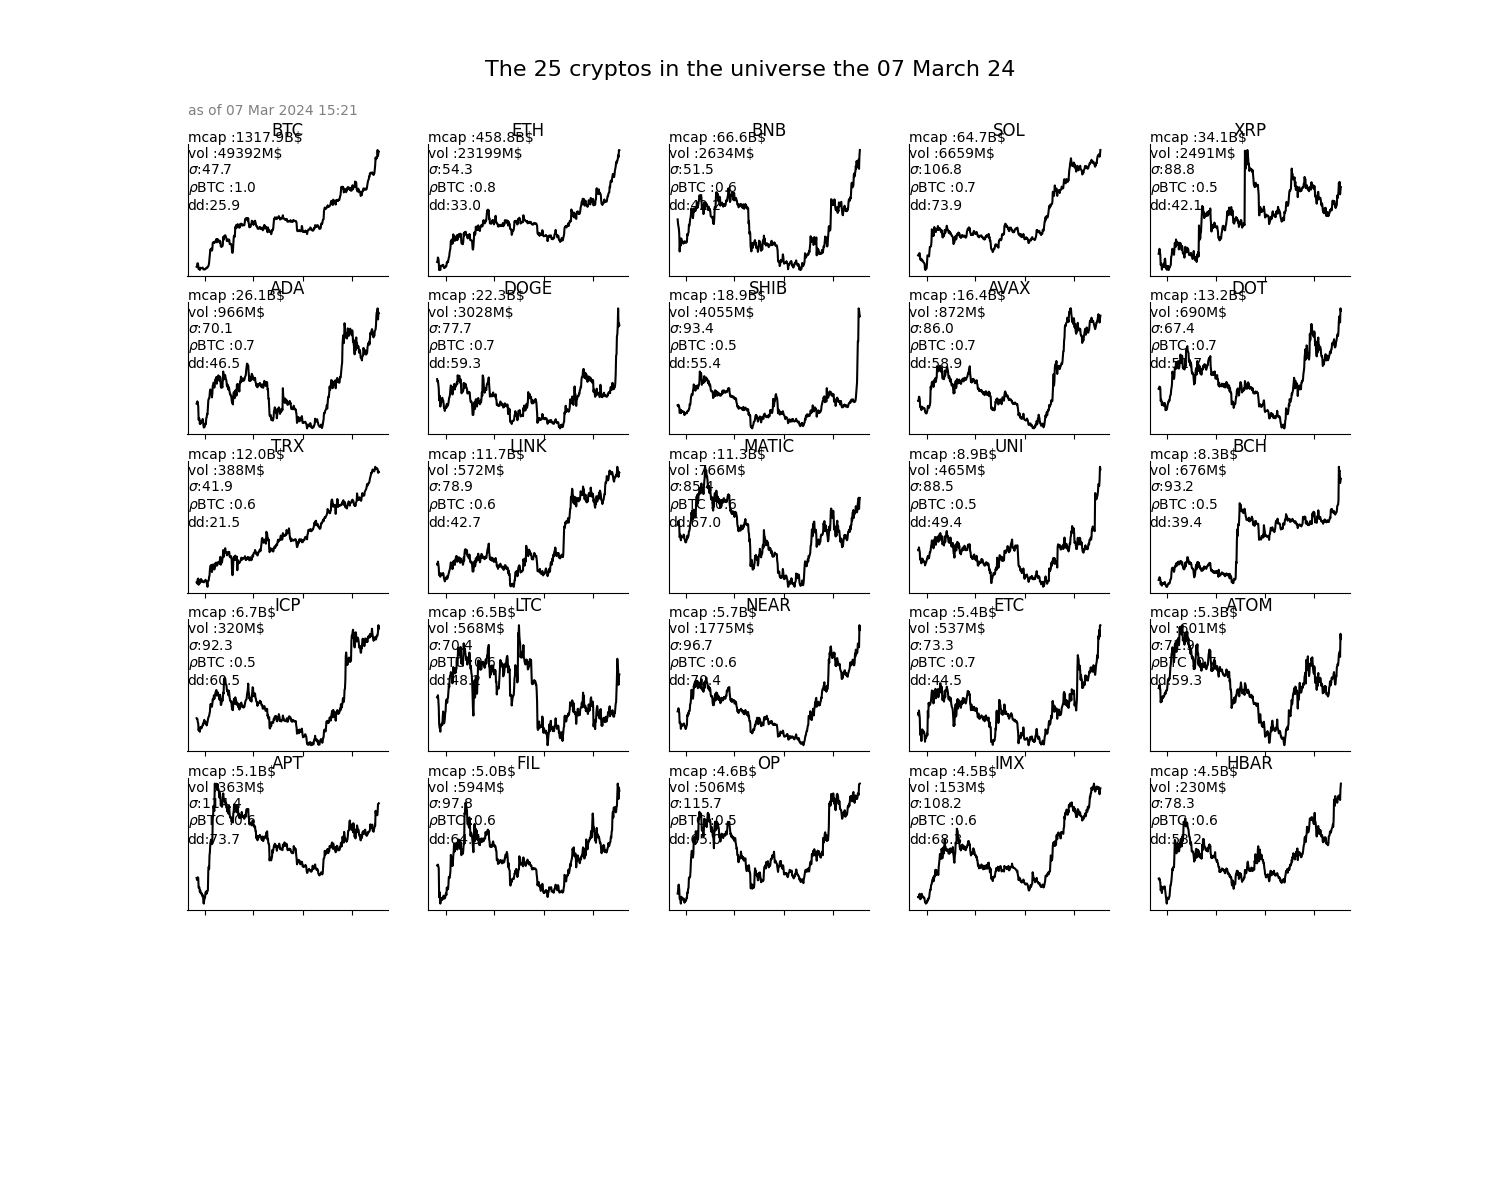 The 25 cryptos in the universe the 07 March 24
as of 07 Mar 2024 15:21
BTC
mcap :1317.9B$
vol :49392M$
σ:47.7
ρBTC :1.0
dd:25.9
ETH
mcap :458.8B$
vol :23199M$
σ:54.3
ρBTC :0.8
dd:33.0
BNB
mcap :66.6B$
vol :2634M$
σ:51.5
ρBTC :0.6
SOL
mcap :64.7B$
vol :6659M$
σ:106.8
ρBTC :0.7
dd:73.9
XRP
mcap :34.1B$
vol :2491M$
σ:88.8
ρBTC :0.5
dd:42.1
ADA
mcap :26.1B$
vol :966M$
σ:70.1
ρBTC :0.7
dd:46.5
DOGE
mcap :22.3B$
vol :3028M$
σ:77.7
ρBTC :0.7
dd:59.3
SHIB
mcap :18.9B$
vol :4055M$
σ:93.4
ρBTC :0.5
dd:55.4
AVAX
mcap :16.4B$
vol :872M$
σ:86.0
ρBTC :0.7
dd:58.9
DOT
mcap :13.2B$
vol :690M$
σ:67.4
ρBTC :0.7
TRX
mcap :12.0B$
vol :388M$
σ:41.9
ρBTC :0.6
dd:21.5
LINK
mcap :11.7B$
vol :572M$
σ:78.9
ρBTC :0.6
dd:42.7
MATIC
mcap :11.3B$
vol :766M$
σ:85.4
ρBTC :0.6
dd:67.0
UNI
mcap :8.9B$
vol :465M$
σ:88.5
ρBTC :0.5
dd:49.4
BCH
mcap :8.3B$
vol :676M$
σ:93.2
ρBTC :0.5
dd:39.4
ICP
mcap :6.7B$
vol :320M$
σ:92.3
ρBTC :0.5
dd:60.5
LTC
mcap :6.5B$
vol :568M$
σ:70.4
ρBTC
NEAR
mcap :5.7B$
vol :1775M$
σ:96.7
ρBTC :0.6
ETC
mcap :5.4B$
vol :537M$
σ:73.3
ρBTC :0.7
dd:44.5
ATOM
mcap :5.3B$
vol :601M$
ρBTC
dd:59.3
APT
mcap :5.1B$
vol :363M$
ρBTC :0.6
dd:73.7
FIL
mcap :5.0B$
vol :594M$
σ:97.8
ρBTC :0.6
OP
mcap :4.6B$
vol :506M$
σ:115.7
ρBTC :0.5
IMX
mcap :4.5B$
vol :153M$
σ:108.2
ρBTC :0.6
HBAR
mcap :4.5B$
vol :230M$
σ:78.3
ρBTC :0.6